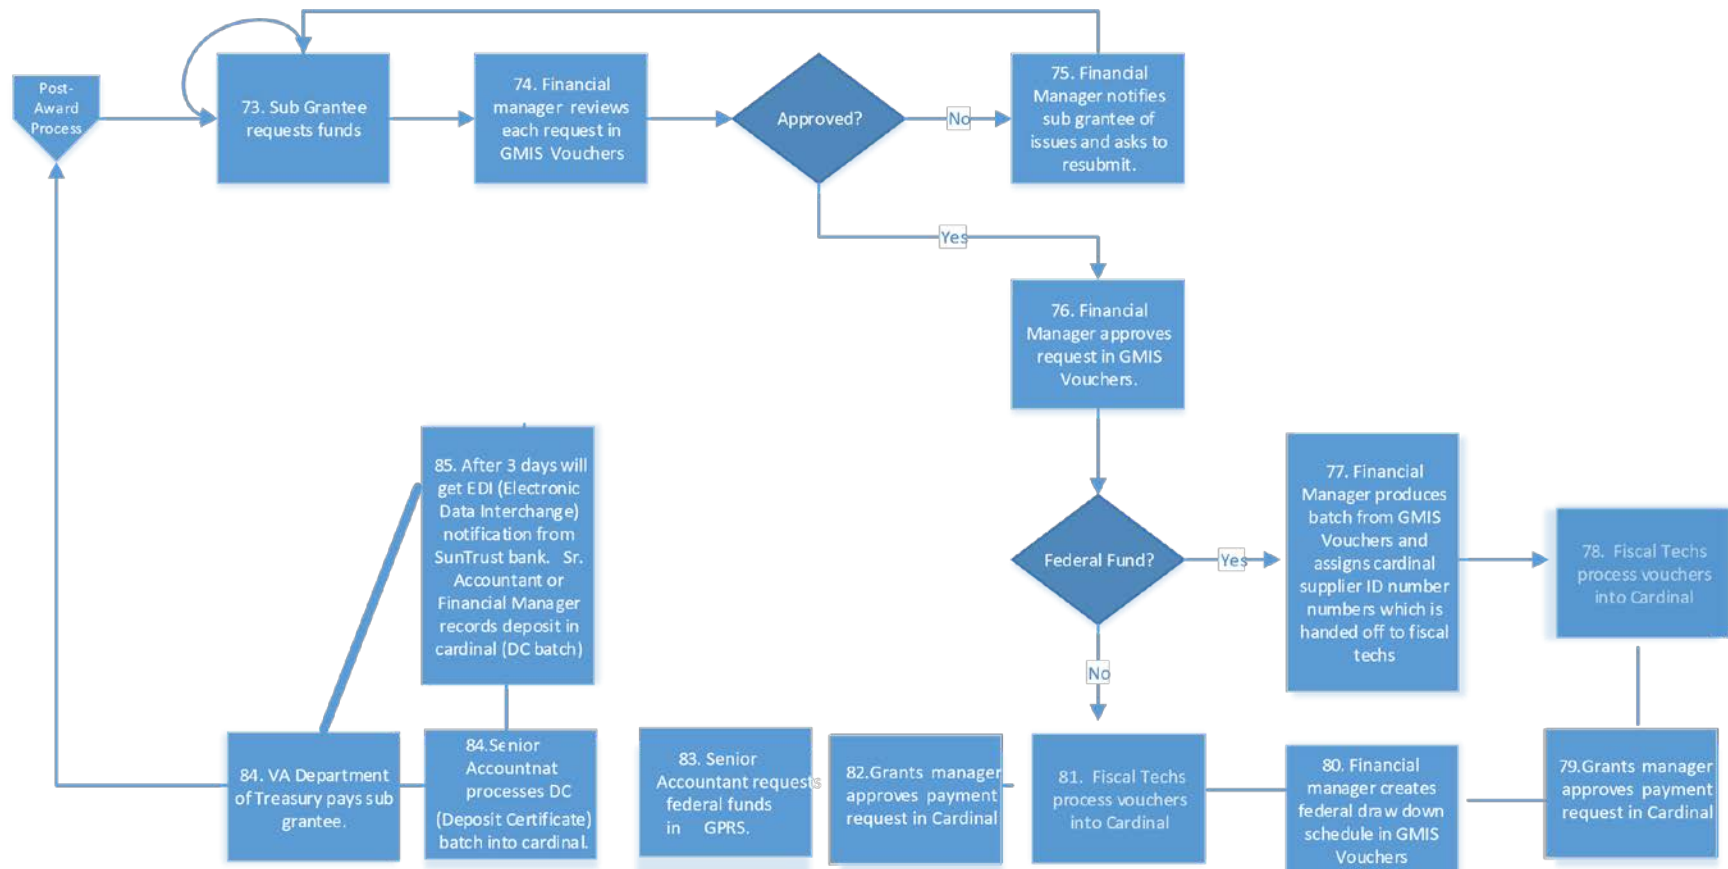 Post-
Award
Process
73. Sub Grantee
requests funds
74. Financial
manager reviews
each request in
GMIS Vouchers
Approved?
No
75. Financial
Manager notifies
sub grantee of
issues and asks to
resubmit.
Yes
76. Financial
Manager approves
request in GMIS
Vouchers.
Federal Fund?
Yes
77. Financial
Manager produces
batch from GMIS
Vouchers and
assigns cardinal
supplier ID number
numbers which is
handed off to fiscal
techs
78. Fiscal Techs
process vouchers
into Cardinal
No
85. After 3 days will
get EDI (Electronic
Data Interchange)
notification from
SunTrust bank. Sr.
Accountant or
Financial Manager
records deposit in
cardinal (DC batch)
84. VA Department
of Treasury pays sub
grantee.
84.Senior
Accountnat
processes DC
(Deposit Certificate)
batch into cardinal.
83. Senior
Accountant requests
federal funds
in GPRS.
82.Grants manager
approves payment
request in Cardinal
81. Fiscal Techs
process vouchers
into Cardinal
80. Financial
manager creates
federal draw down
schedule in GMIS
Vouchers
79.Grants manager
approves payment
request in Cardinal